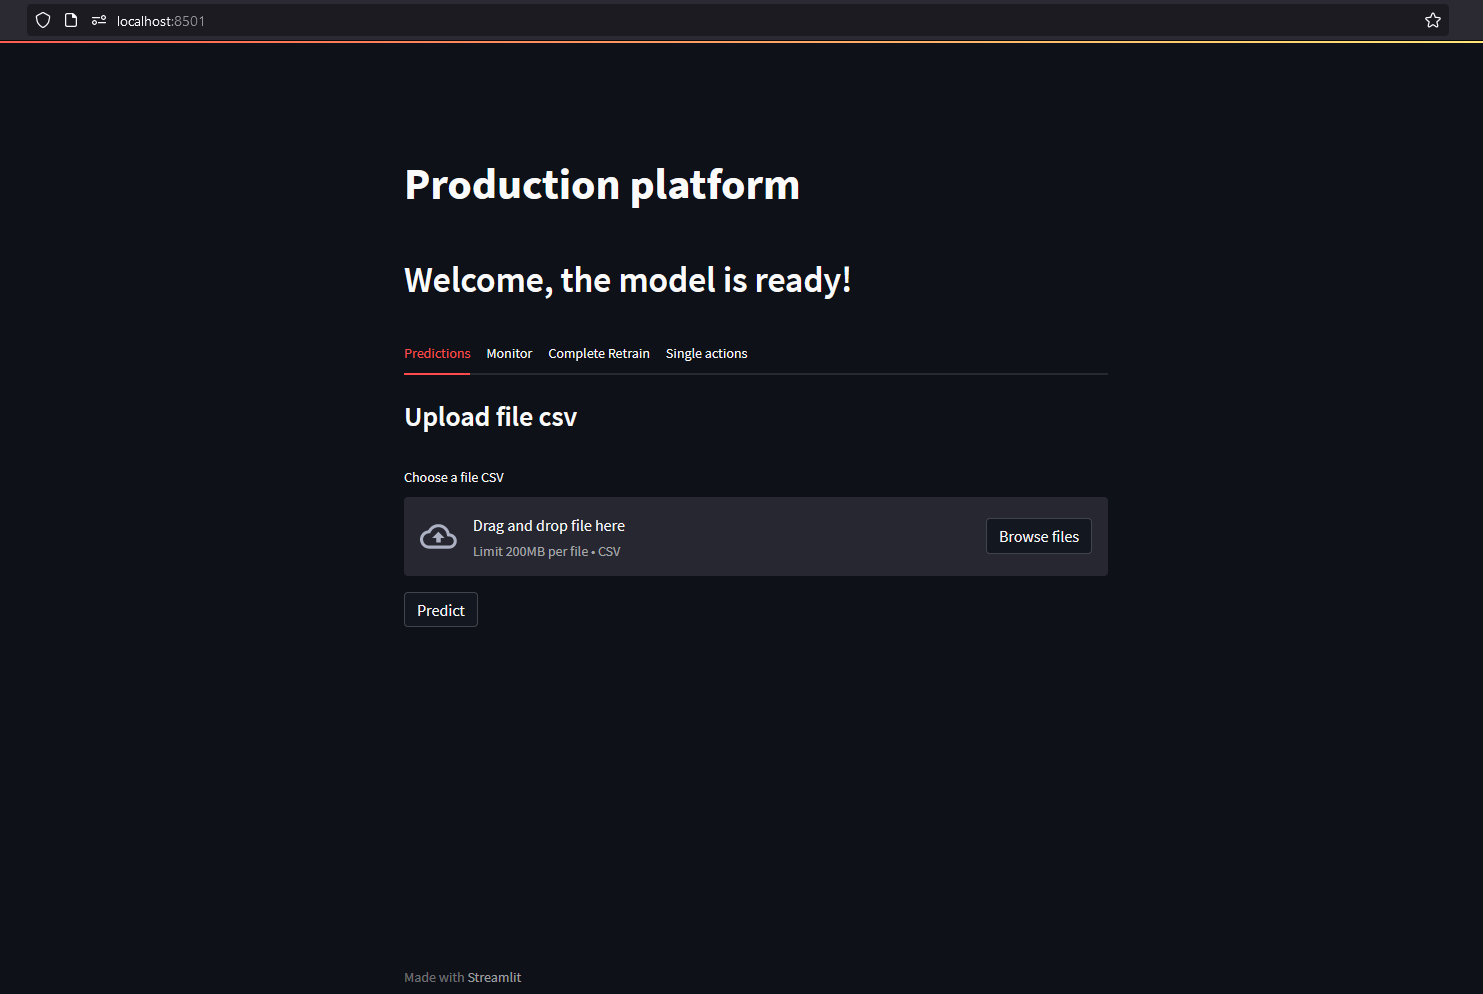 localhost:8501
Production platform
Welcome, the model is ready!
Predictions Monitor Complete Retrain Single actions
Upload file csv
Choose a file CSV
Drag and drop file here
Limit 200MB per file • CSV
Browse files
Predict
Made with Streamlit